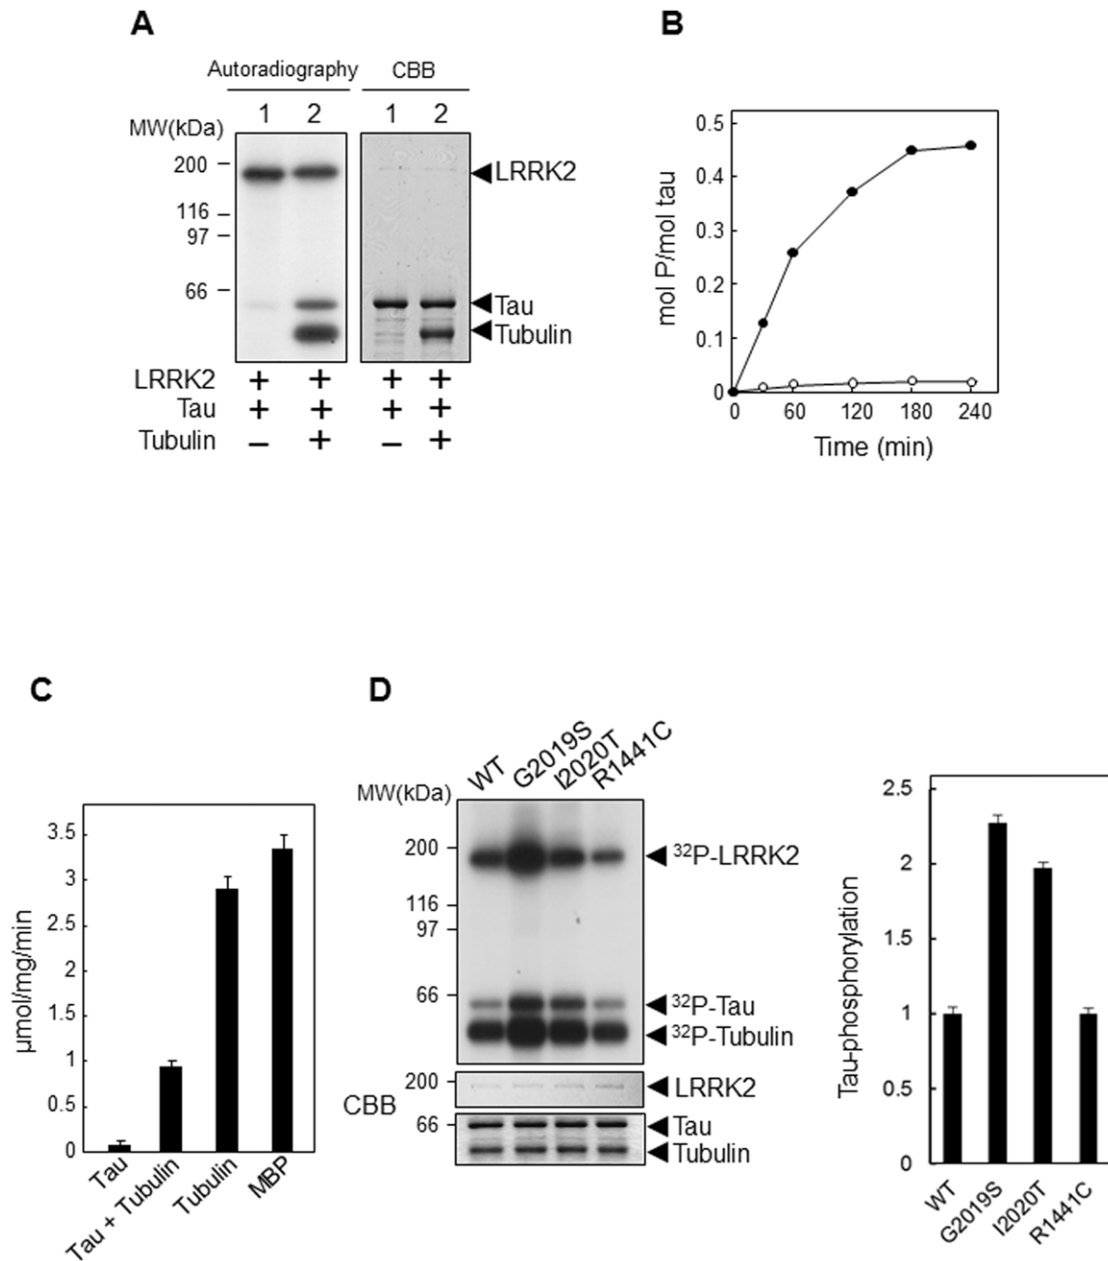 A
Autoradiography CBB
1 2 1 2
MW(kDa)
200
116
97
66
LRRK2
Tau
Tubulin
LRRK2 + + + +
Tau + + + +
Tubulin – + – +
B
mol P/mol tau
0.5
0.4
0.3
0.2
0.1
0
0 60 120 180 240
Time (min)
C
µmol/mg/min
3.5
3
2.5
2
1.5
1
0.5
0
Tau
Tau + Tubulin
Tubulin
MBP
D
WT G2019S I2020T R1441C
MW(kDa)
200
116
97
66
³²P-LRRK2
³²P-Tau
³²P-Tubulin
CBB
200
LRRK2
66
Tau
Tubulin
Tau-phosphorylation
2.5
2
1.5
1
0.5
0
WT
G2019S
I2020T
R1441C